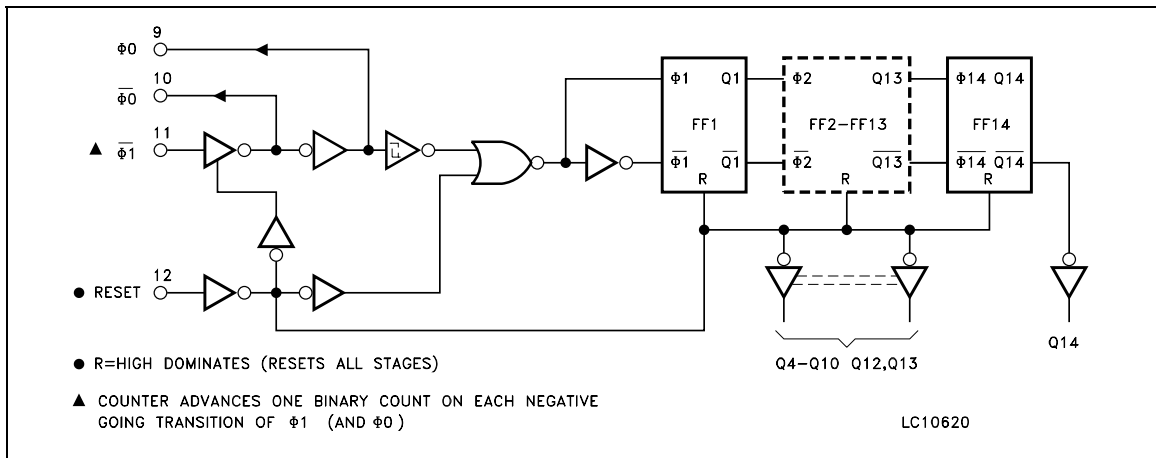 9
Φ0
10
Φ̅0̅
11
▲ Φ̅1̅
12
● RESET
Φ1 Q1
FF1
Φ̅1̅ Q̅1̅
R
Φ2 Q13
FF2-FF13
Φ̅2̅ Q̅1̅3̅
R
Φ14 Q14
FF14
Φ̅1̅4̅ Q̅1̅4̅
R
Q4-Q10 Q12,Q13
Q14
● R=HIGH DOMINATES (RESETS ALL STAGES)
▲ COUNTER ADVANCES ONE BINARY COUNT ON EACH NEGATIVE
GOING TRANSITION OF Φ1 (AND Φ0)
LC10620